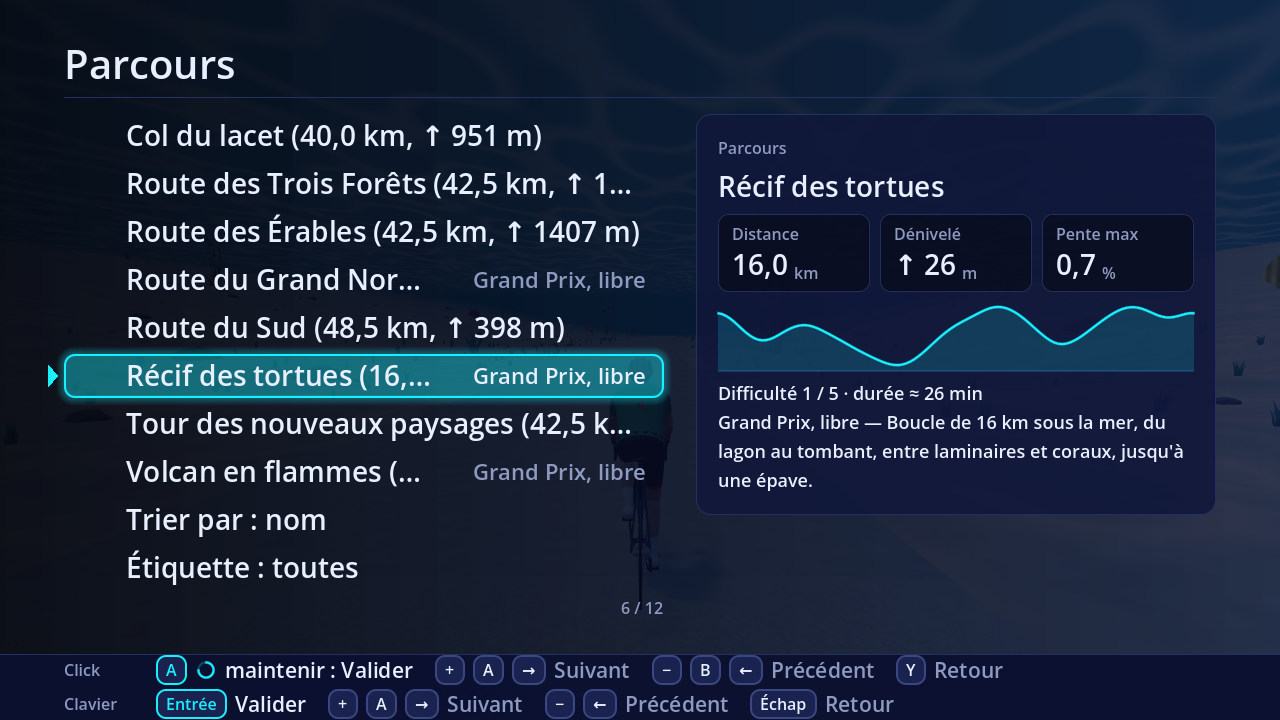 Parcours
Col du lacet (40,0 km, ↑ 951 m)
Route des Trois Forêts (42,5 km, ↑ 1...
Route des Érables (42,5 km, ↑ 1407 m)
Route du Grand Nor... Grand Prix, libre
Route du Sud (48,5 km, ↑ 398 m)
Récif des tortues (16,... Grand Prix, libre
Tour des nouveaux paysages (42,5 k...
Volcan en flammes (... Grand Prix, libre
Trier par : nom
Étiquette : toutes
6 / 12
Parcours
Récif des tortues
Distance Dénivelé Pente max
16,0 km ↑ 26 m 0,7 %
Difficulté 1 / 5 · durée ≈ 26 min
Grand Prix, libre — Boucle de 16 km sous la mer, du
lagon au tombant, entre laminaires et coraux, jusqu'à
une épave.
Click A maintenir : Valider + A → Suivant − B ← Précédent Y Retour
Clavier Entrée Valider + A → Suivant − ← Précédent Échap Retour